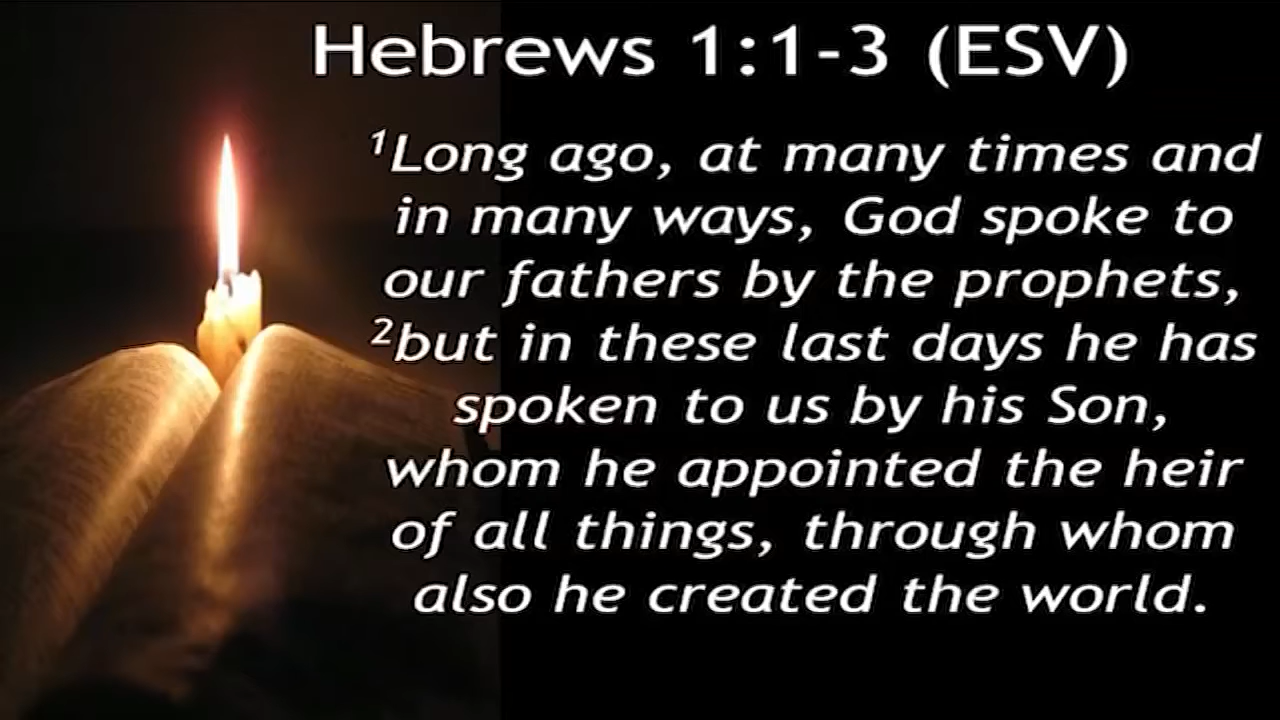 Hebrews 1:1-3 (ESV)
¹Long ago, at many times and
in many ways, God spoke to
our fathers by the prophets,
²but in these last days he has
spoken to us by his Son,
whom he appointed the heir
of all things, through whom
also he created the world.